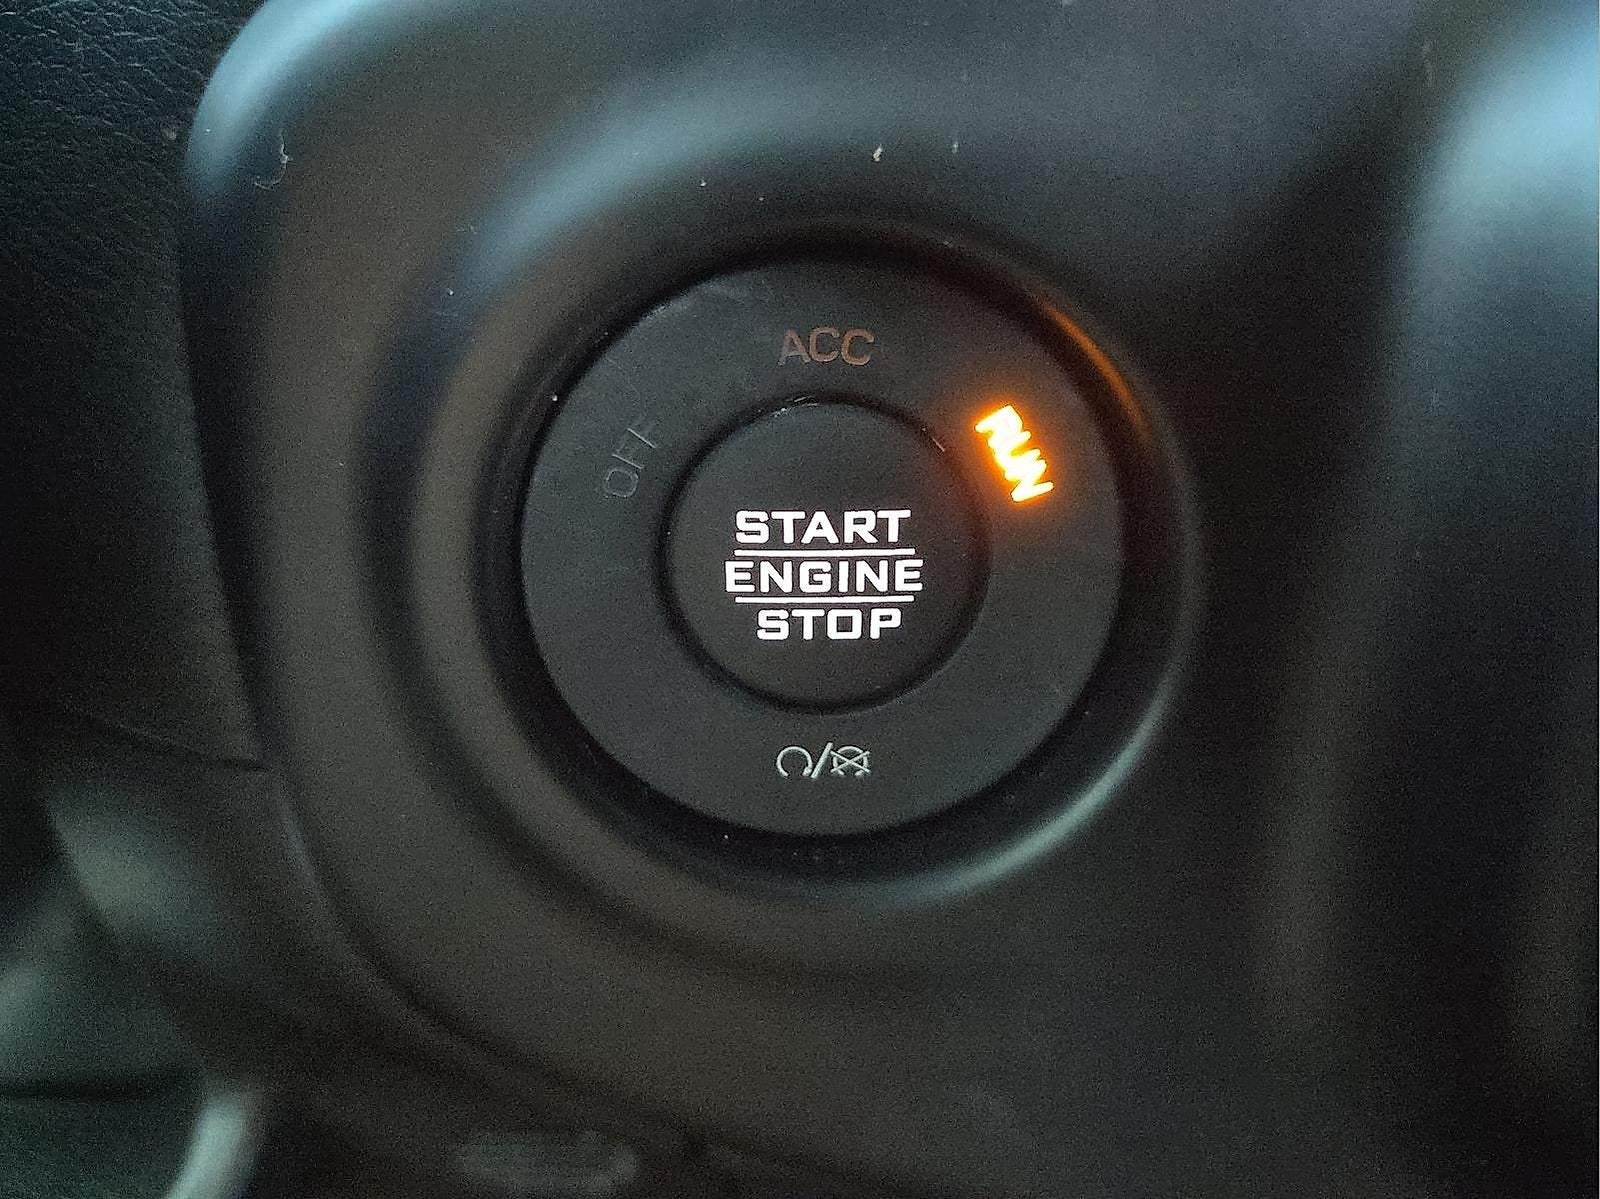 ACC
OFF
RUN
START
ENGINE
STOP